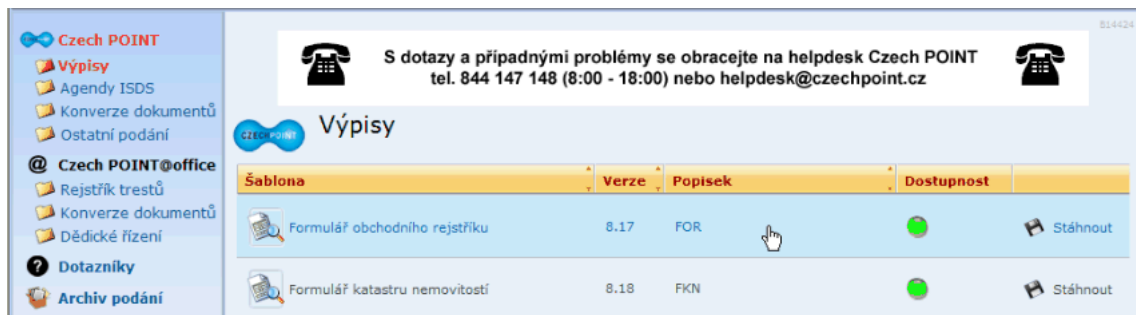 814424
Czech POINT
Výpisy
Agendy ISDS
Konverze dokumentů
Ostatní podání
@ Czech POINT@office
Rejstřík trestů
Konverze dokumentů
Dědické řízení
? Dotazníky
Archiv podání
S dotazy a případnými problémy se obracejte na helpdesk Czech POINT
tel. 844 147 148 (8:00 - 18:00) nebo helpdesk@czechpoint.cz
CZECH POINT
Výpisy
Šablona Verze Popisek Dostupnost
Formulář obchodního rejstříku 8.17 FOR Stáhnout
Formulář katastru nemovitostí 8.18 FKN Stáhnout